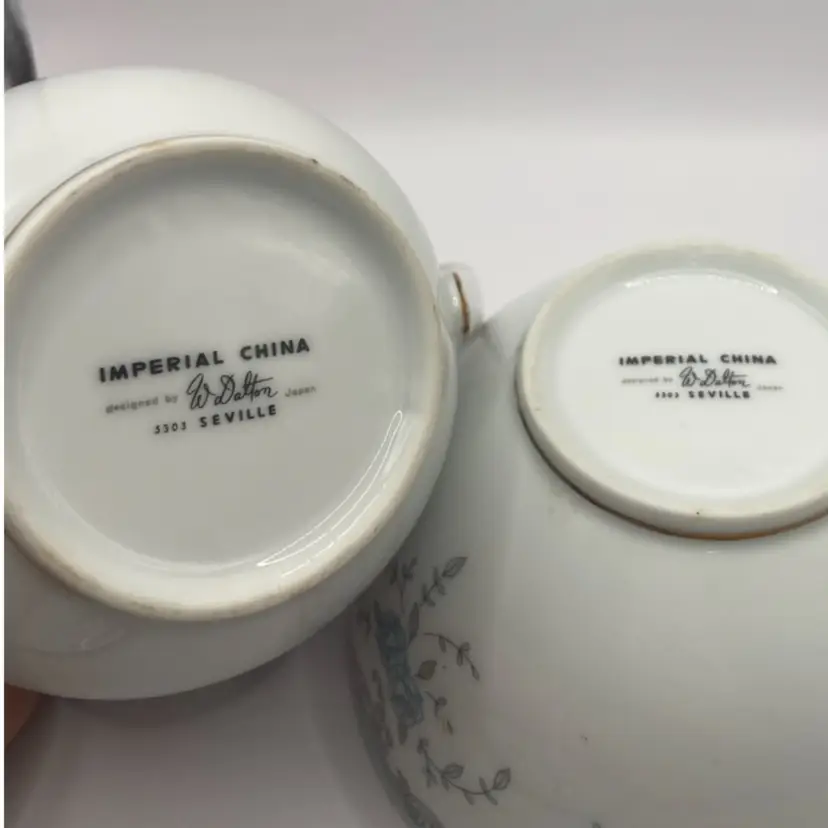 IMPERIAL CHINA
designed by W. Dalton Japan
5303 SEVILLE
IMPERIAL CHINA
designed by W. Dalton Japan
5303 SEVILLE